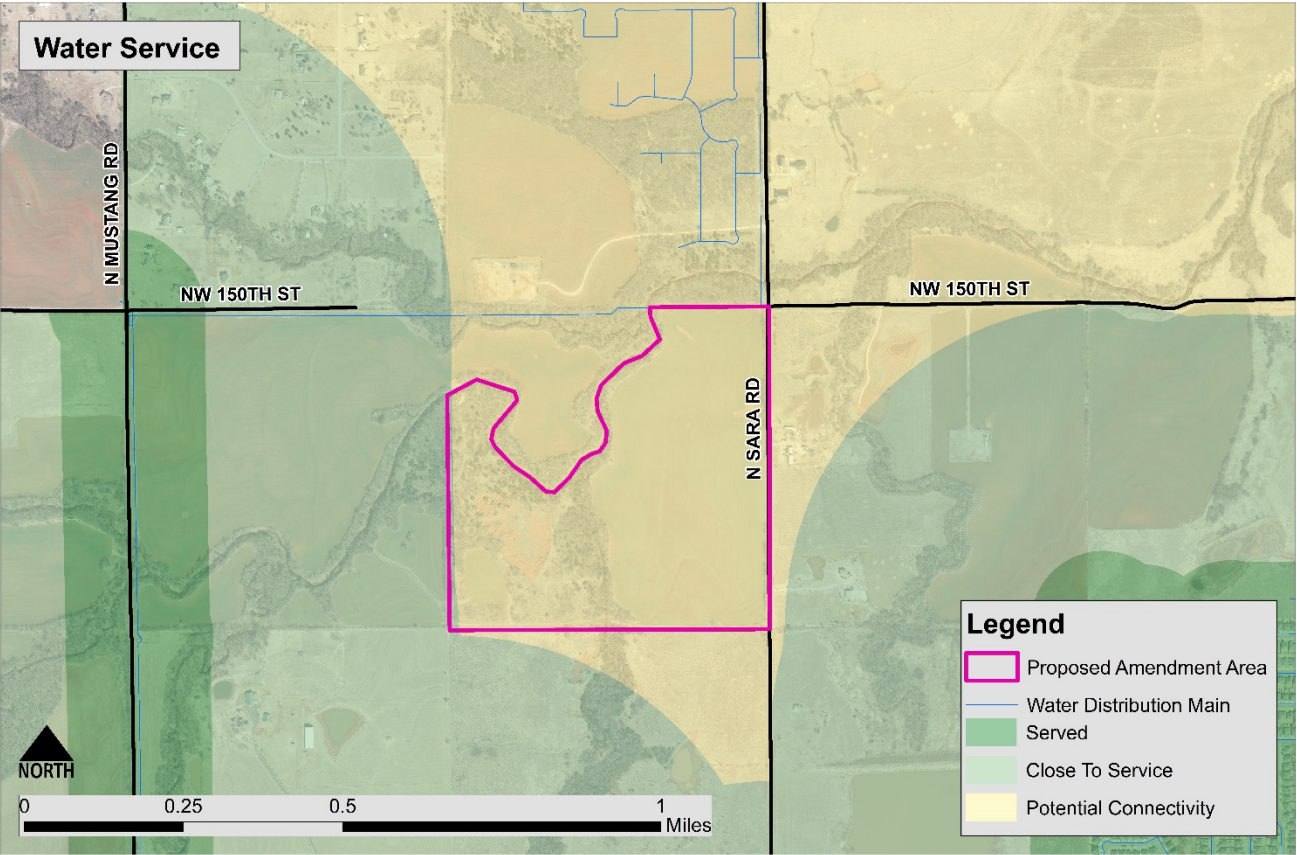 Water Service
N MUSTANG RD
NW 150TH ST
NW 150TH ST
N SARA RD
Legend
Proposed Amendment Area
Water Distribution Main
Served
Close To Service
Potential Connectivity
NORTH
0 0.25 0.5 1
Miles